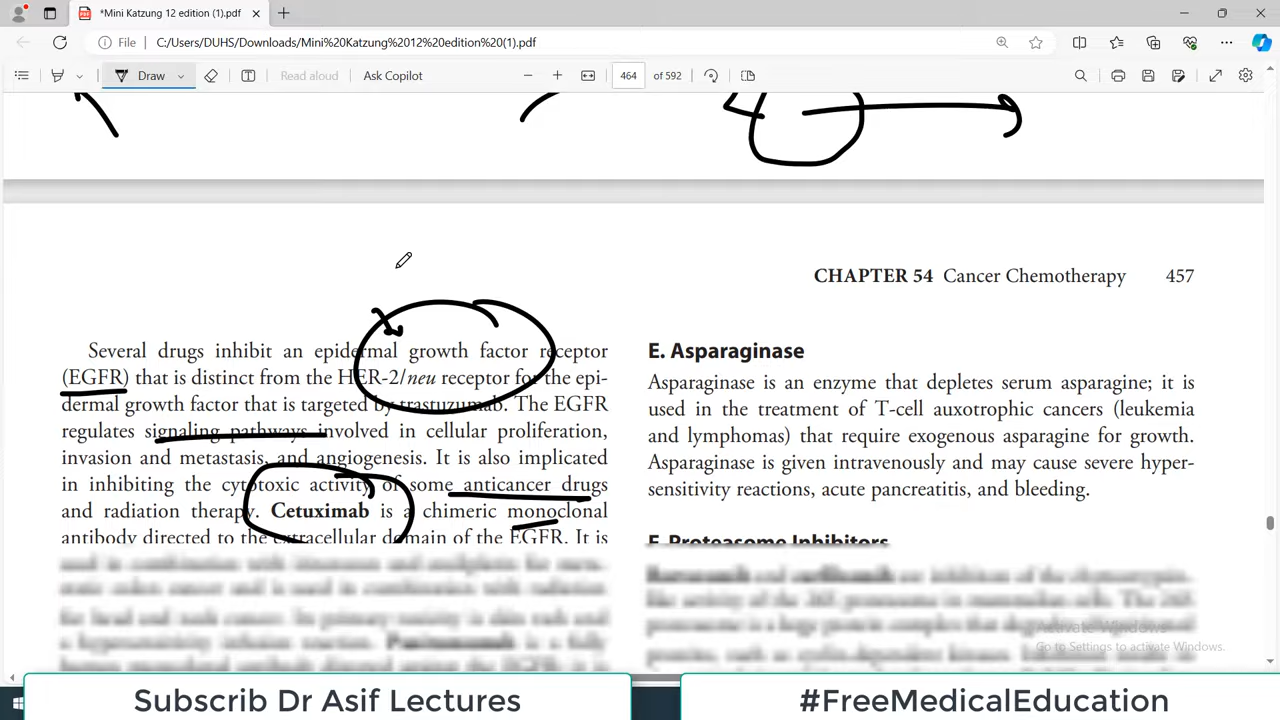 *Mini Katzung 12 edition (1).pdf
File
C:/Users/DUHS/Downloads/Mini%20Katzung%2012%20edition%20(1).pdf
Draw
Read aloud
Ask Copilot
464 of 592
CHAPTER 54 Cancer Chemotherapy 457
Several drugs inhibit an epidermal growth factor receptor
(EGFR) that is distinct from the HER-2/neu receptor for the epi-
dermal growth factor that is targeted by trastuzumab. The EGFR
regulates signaling pathways involved in cellular proliferation,
invasion and metastasis, and angiogenesis. It is also implicated
in inhibiting the cytotoxic activity of some anticancer drugs
and radiation therapy. Cetuximab is a chimeric monoclonal
antibody directed to the extracellular domain of the EGFR. It is
E. Asparaginase
Asparaginase is an enzyme that depletes serum asparagine; it is
used in the treatment of T-cell auxotrophic cancers (leukemia
and lymphomas) that require exogenous asparagine for growth.
Asparaginase is given intravenously and may cause severe hyper-
sensitivity reactions, acute pancreatitis, and bleeding.
F. Proteasome Inhibitors
Activate Windows
Go to Settings to activate Windows.
Subscrib Dr Asif Lectures
#FreeMedicalEducation